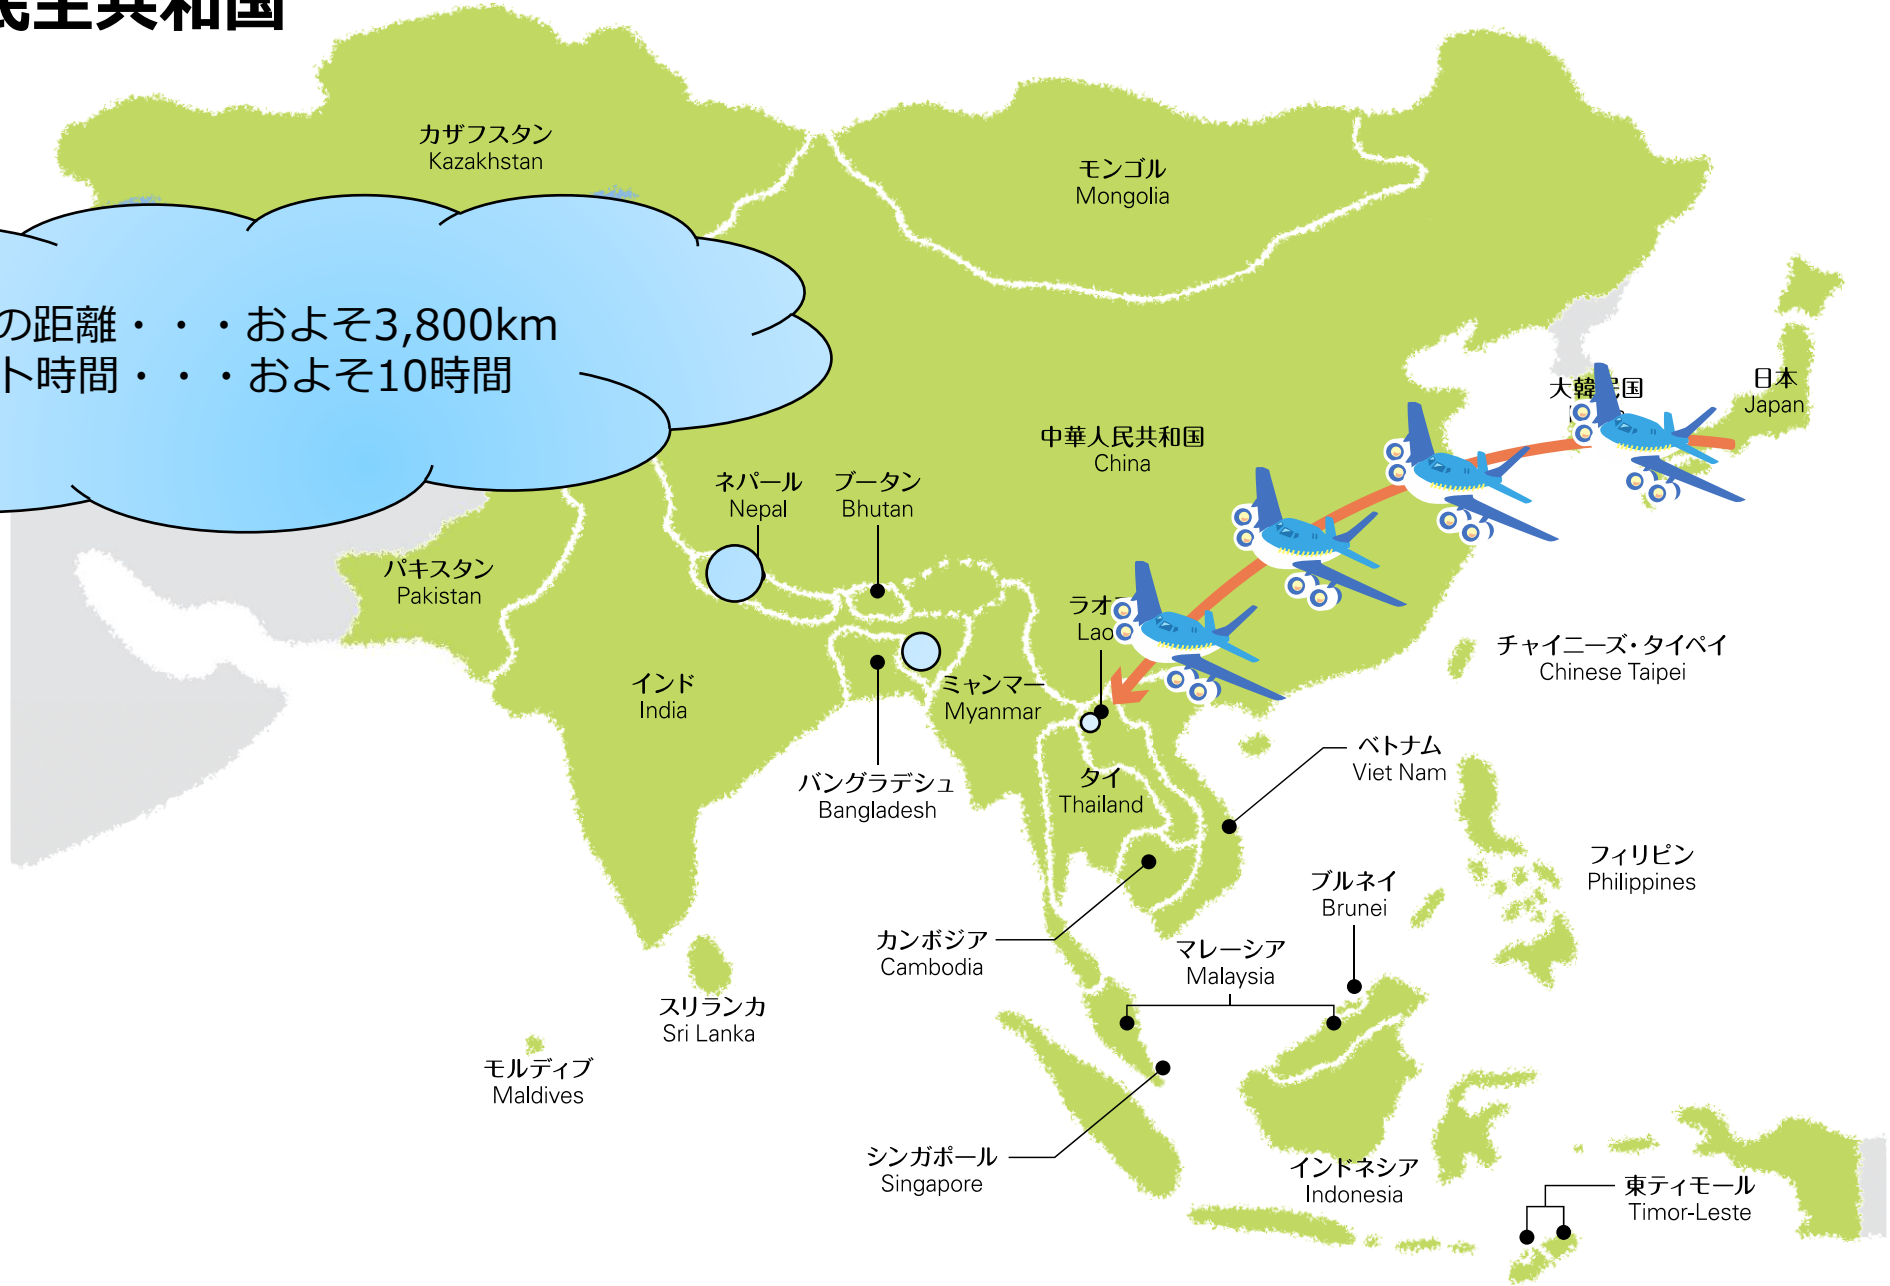 民主共和国
カザフスタン
Kazakhstan
モンゴル
Mongolia
の距離・・・およそ3,800km
ト時間・・・およそ10時間
大韓民国
日本
Japan
中華人民共和国
China
ネパール
Nepal
ブータン
Bhutan
パキスタン
Pakistan
ラオ
Lao
チャイニーズ・タイペイ
Chinese Taipei
インド
India
ミャンマー
Myanmar
ベトナム
Viet Nam
バングラデシュ
Bangladesh
タイ
Thailand
フィリピン
Philippines
ブルネイ
Brunei
カンボジア
Cambodia
マレーシア
Malaysia
スリランカ
Sri Lanka
モルディブ
Maldives
シンガポール
Singapore
インドネシア
Indonesia
東ティモール
Timor-Leste